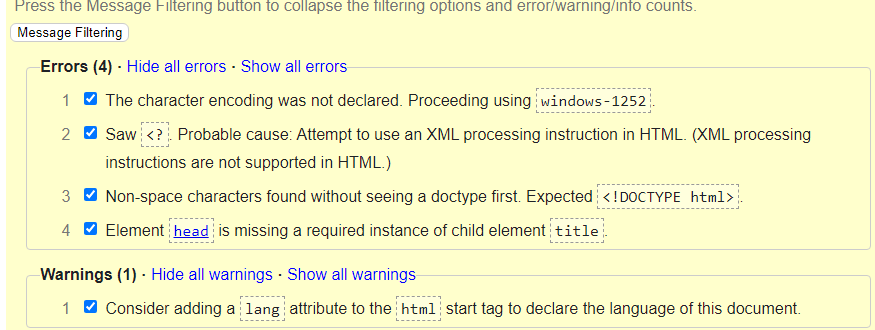 Press the Message Filtering button to collapse the filtering options and error/warning/info counts.
Message Filtering
Errors (4) · Hide all errors · Show all errors
1 The character encoding was not declared. Proceeding using windows-1252.
2 Saw <?. Probable cause: Attempt to use an XML processing instruction in HTML. (XML processing
instructions are not supported in HTML.)
3 Non-space characters found without seeing a doctype first. Expected <!DOCTYPE html>.
4 Element head is missing a required instance of child element title.
Warnings (1) · Hide all warnings · Show all warnings
1 Consider adding a lang attribute to the html start tag to declare the language of this document.